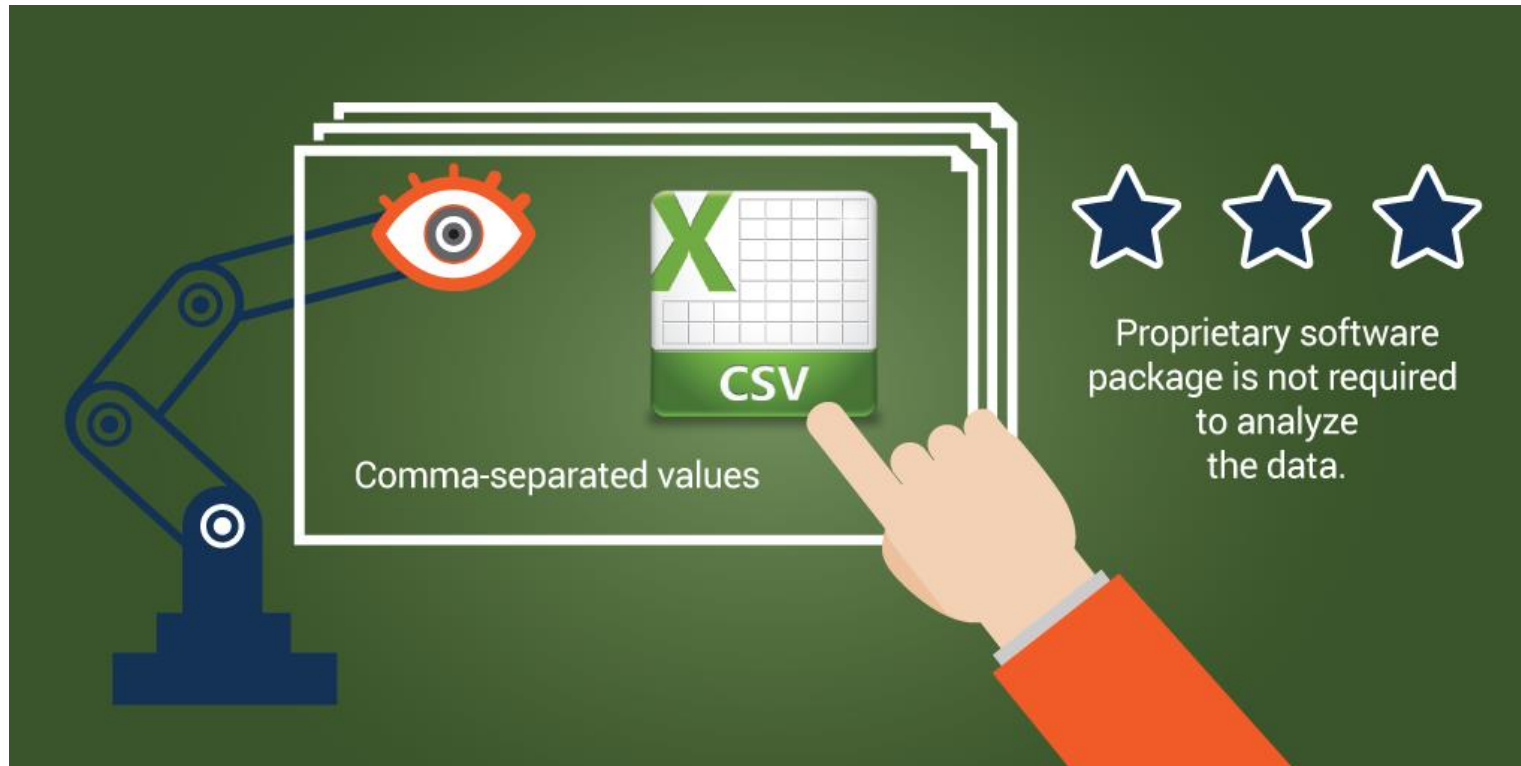 X
CSV
Comma-separated values
Proprietary software
package is not required
to analyze
the data.